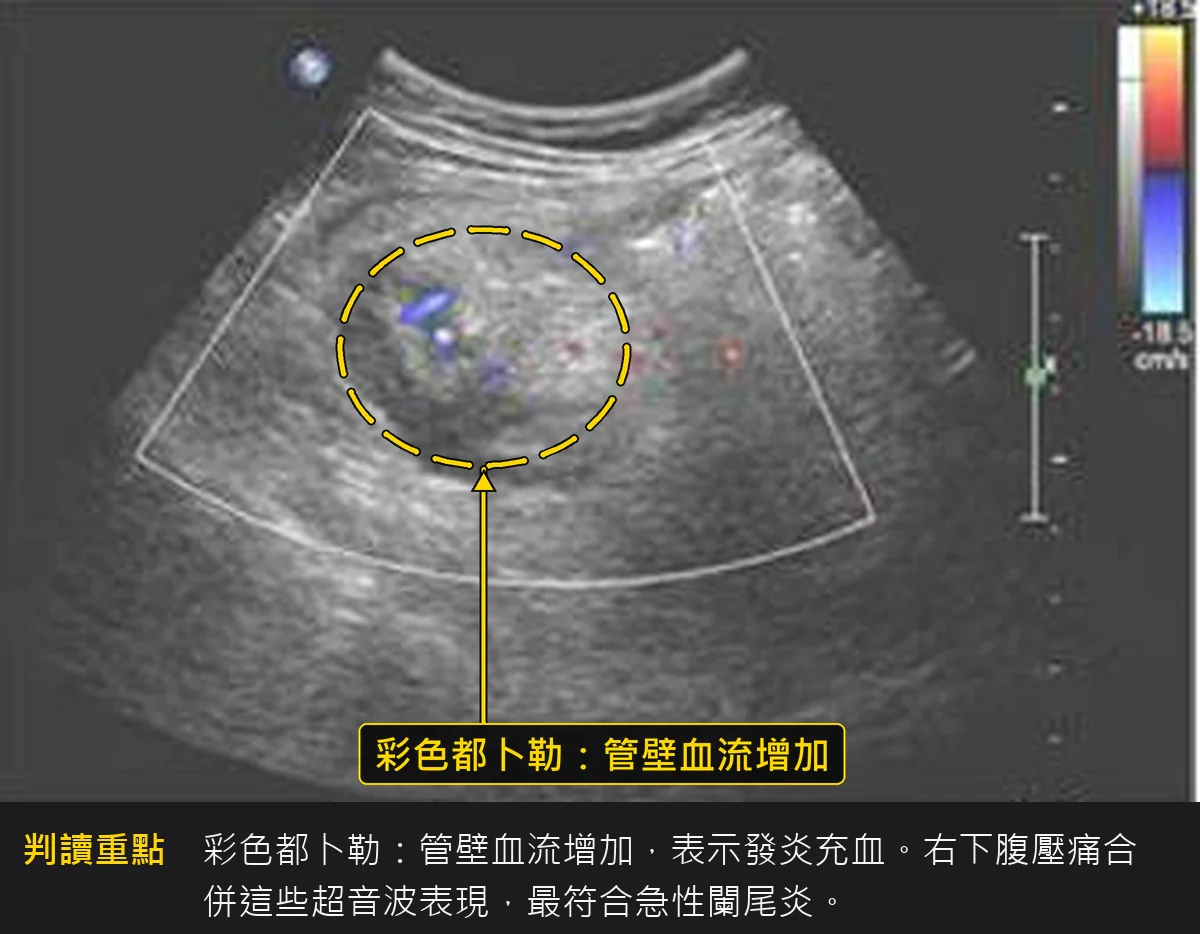 +18.5
-18.5
cm/s
彩色都卜勒：管壁血流增加
判讀重點 彩色都卜勒：管壁血流增加，表示發炎充血。右下腹壓痛合
併這些超音波表現，最符合急性闌尾炎。